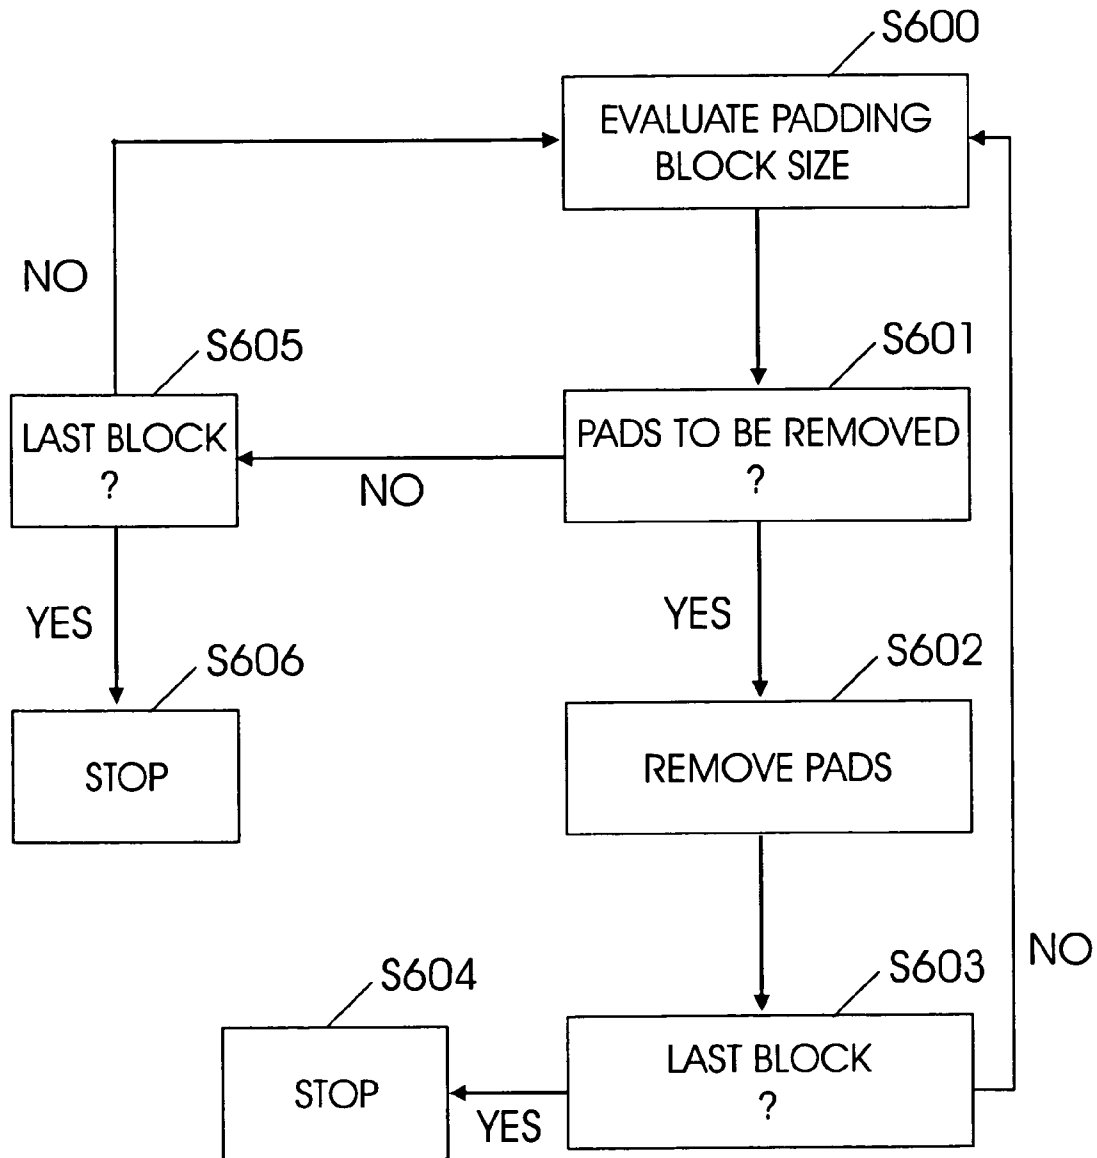 S600
EVALUATE PADDING
BLOCK SIZE
NO
S605
S601
LAST BLOCK
?
PADS TO BE REMOVED
?
NO
YES
YES
S606
S602
STOP
REMOVE PADS
NO
S604
S603
STOP
LAST BLOCK
?
YES